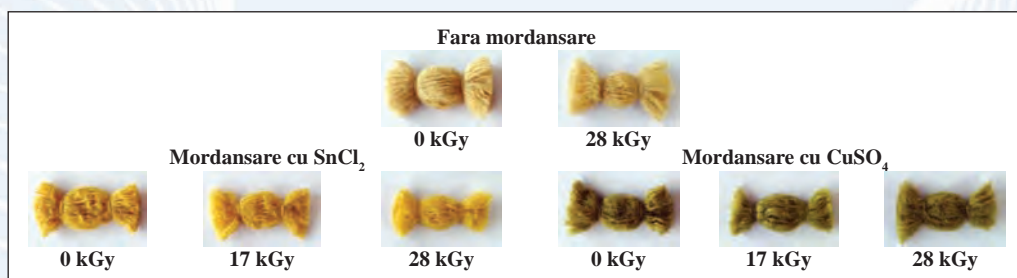 Fara mordansare
0 kGy 28 kGy
Mordansare cu SnCl₂ Mordansare cu CuSO₄
0 kGy 17 kGy 28 kGy 0 kGy 17 kGy 28 kGy